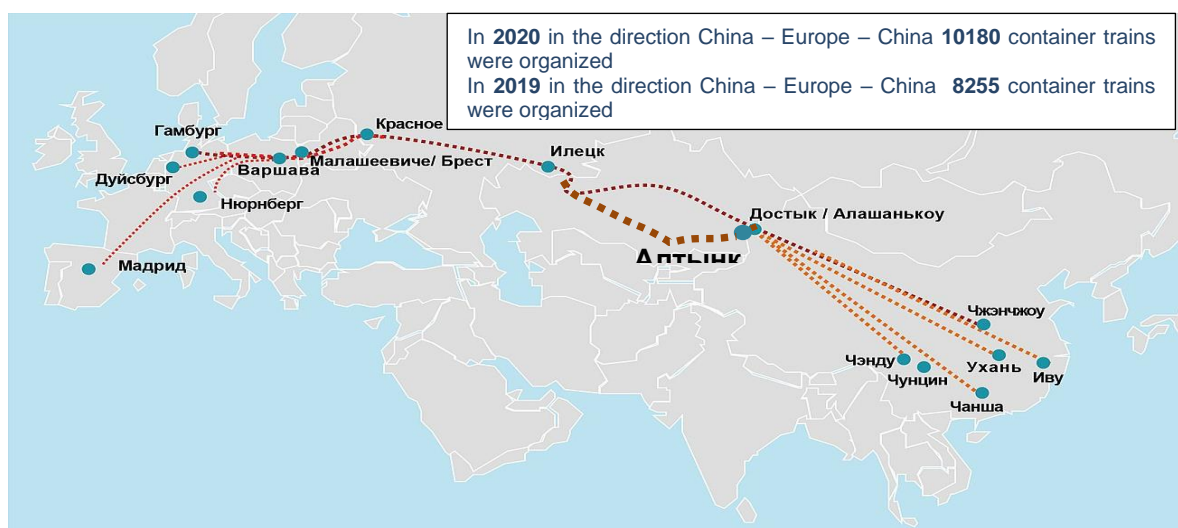 In 2020 in the direction China – Europe – China 10180 container trains
were organized
In 2019 in the direction China – Europe – China 8255 container trains
were organized
Красное
Гамбург
Илецк
Малашеевиче/ Брест
Варшава
Дуйсбург
Нюрнберг
Достык / Алашанькоу
Алтынк
Мадрид
Чжэнчжоу
Чэнду
Ухань
Чунцин
Иву
Чанша